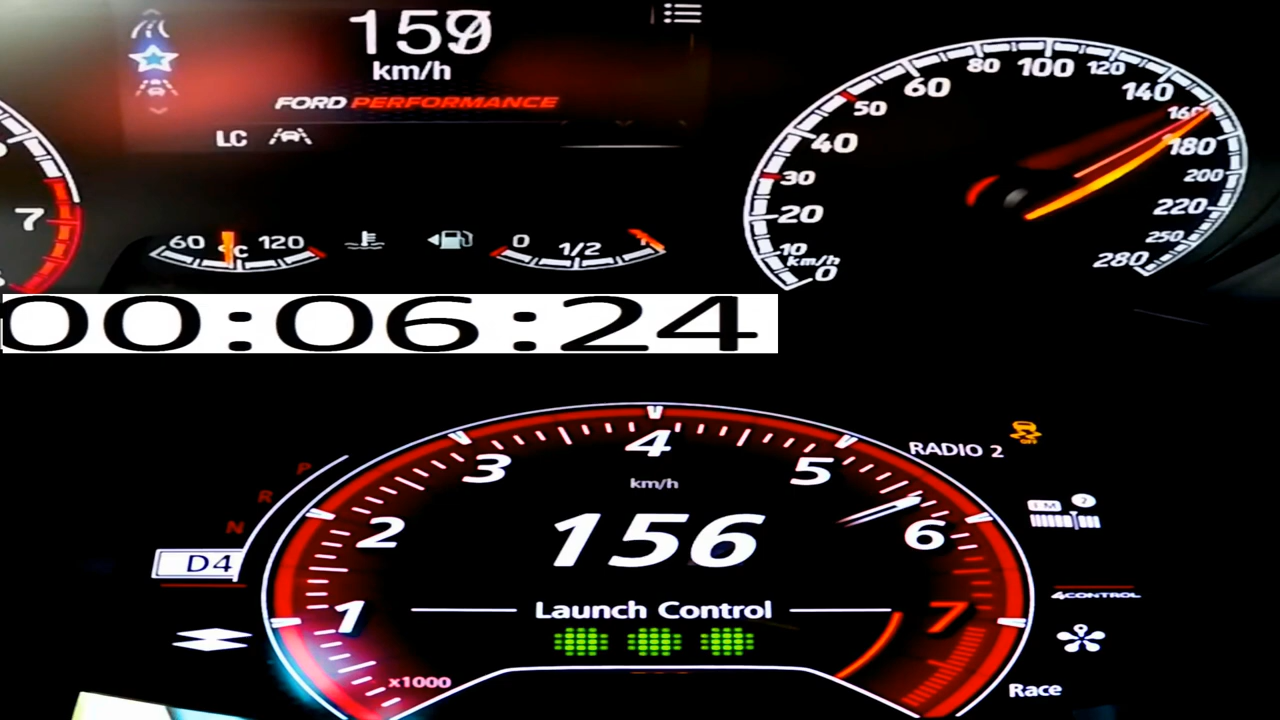 km/h
FORD PERFORMANCE
LC
7
60 °C 120
0 1/2
0
10
20
30
40
50
60
80
100
120
140
160
180
200
220
250
280
km/h
00:06:24
P
R
N
D4
1
2
3
4
5
6
7
x1000
km/h
156
Launch Control
RADIO 2
OFF
4CONTROL
Race